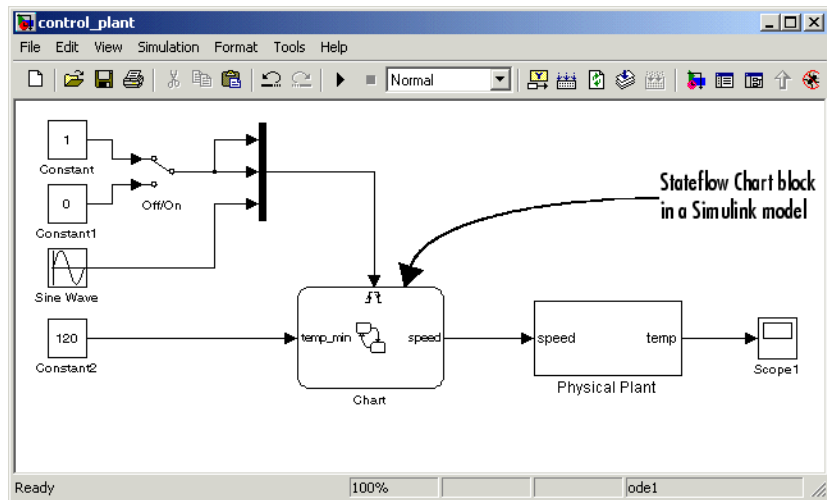 control_plant
File Edit View Simulation Format Tools Help
Normal
1
Constant
0
Constant1
Off/On
Sine Wave
120
Constant2
Stateflow Chart block
in a Simulink model
temp_min
speed
Chart
speed
temp
Physical Plant
Scope1
Ready
100%
ode1